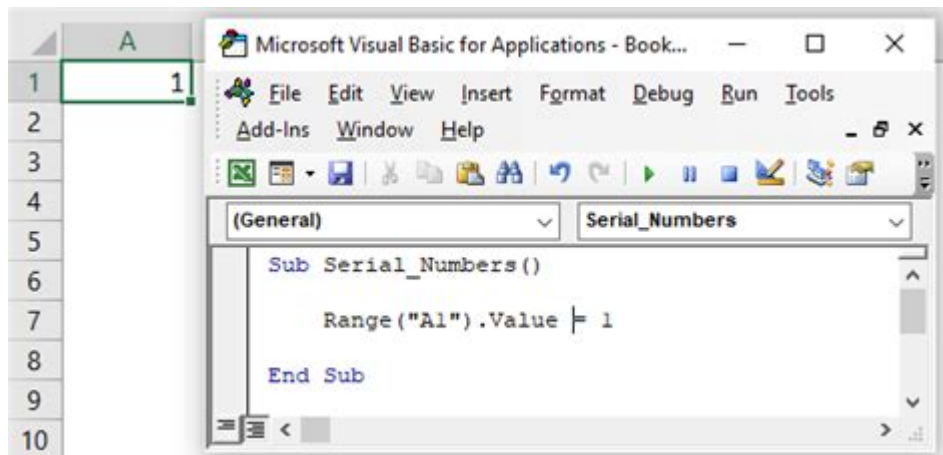 A
1
2
3
4
5
6
7
8
9
10
1
Microsoft Visual Basic for Applications - Book...
File Edit View Insert Format Debug Run Tools
Add-Ins Window Help
(General)
Serial_Numbers
Sub Serial_Numbers()
Range("A1").Value = 1
End Sub